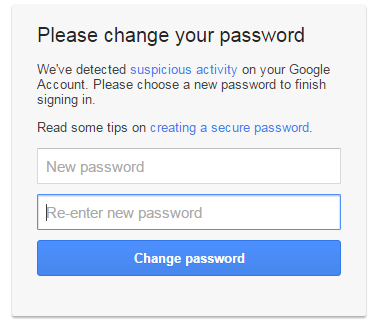 Please change your password
We've detected suspicious activity on your Google
Account. Please choose a new password to finish
signing in.
Read some tips on creating a secure password.
New password
Re-enter new password
Change password